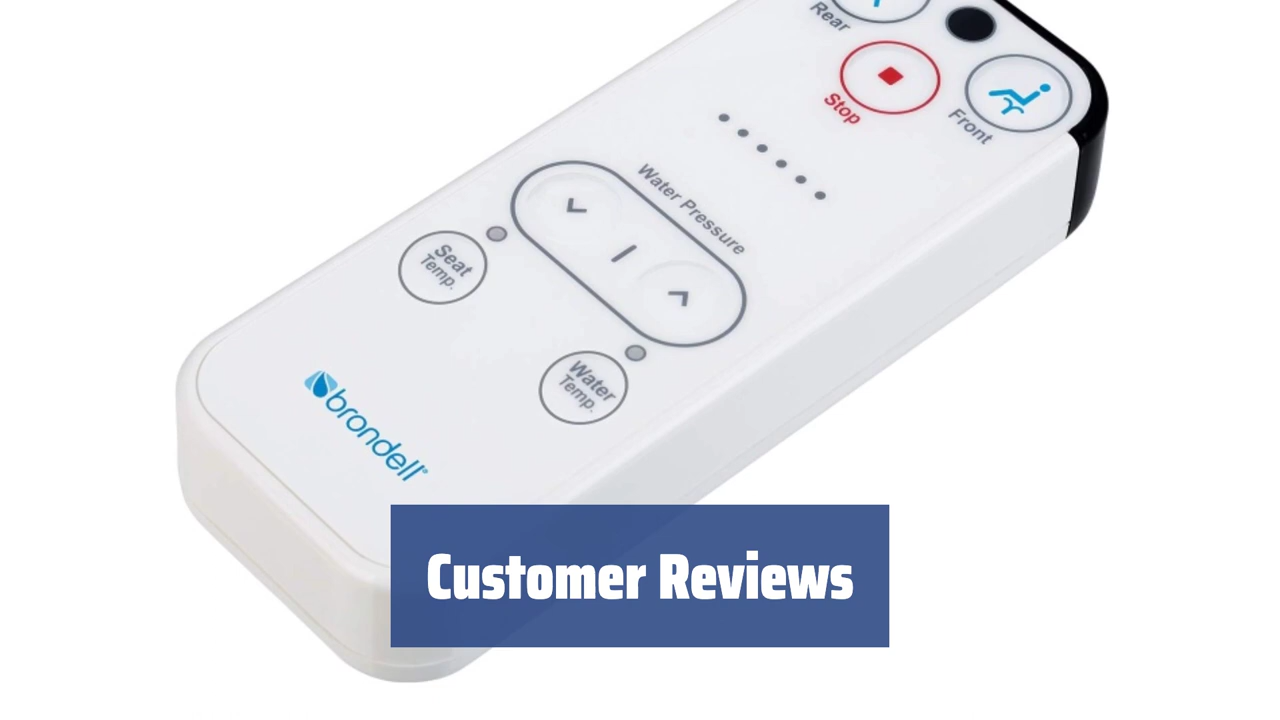 Rear
Stop
Front
Water Pressure
Seat
Temp.
Water
Temp.
brondell®
Customer Reviews